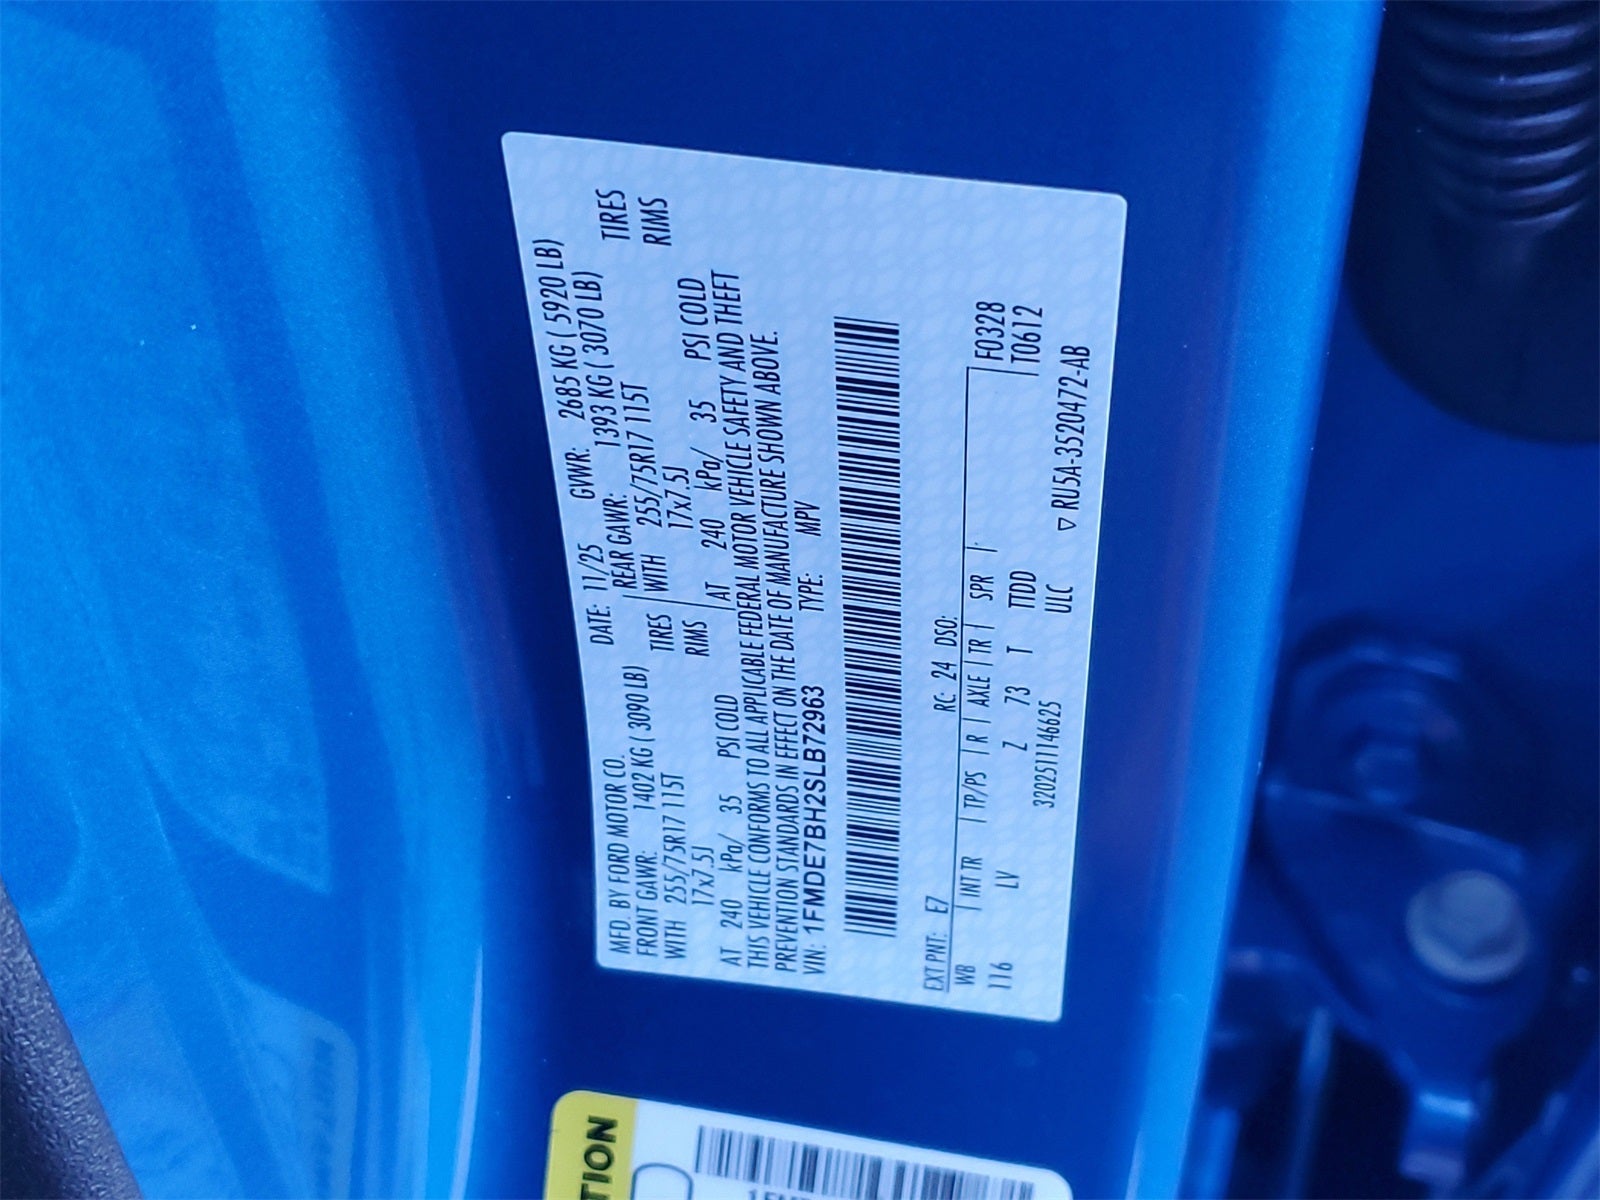 MFD. BY FORD MOTOR CO.
DATE: 11/25 GVWR: 2685 KG ( 5920 LB)
FRONT GAWR: 1402 KG ( 3090 LB) REAR GAWR: 1393 KG ( 3070 LB)
WITH 255/75R17 115T TIRES WITH 255/75R17 115T TIRES
17x7.5J RIMS 17x7.5J RIMS
AT 240 kPa/ 35 PSI COLD AT 240 kPa/ 35 PSI COLD
THIS VEHICLE CONFORMS TO ALL APPLICABLE FEDERAL MOTOR VEHICLE SAFETY AND THEFT
PREVENTION STANDARDS IN EFFECT ON THE DATE OF MANUFACTURE SHOWN ABOVE.
VIN: 1FMDE7BH2SLB72963 TYPE: MPV
EXT PNT: E7 RC: 24 DSO:
WB | INT TR | TP/PS | R | AXLE | TR | SPR | F0328
116 LV Z 73 T TTDD T0612
3202511146625 ULC ▽ RU5A-3520472-AB